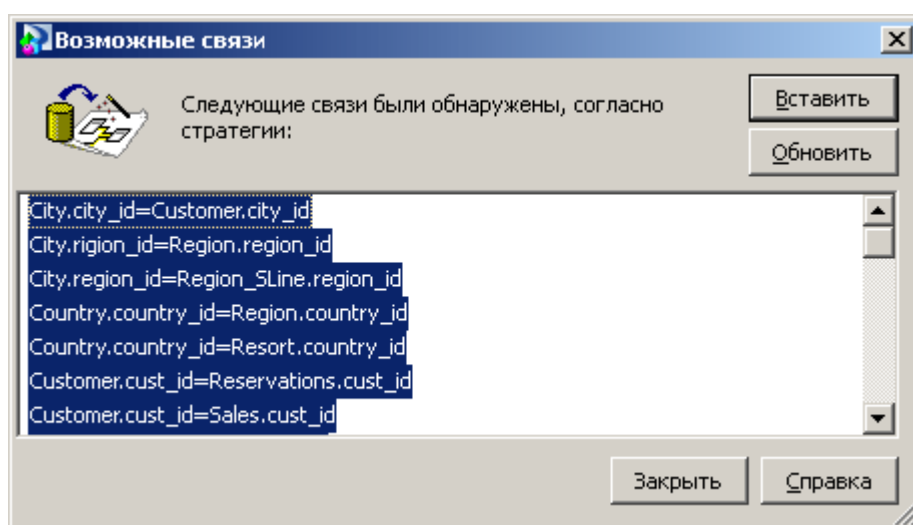 Возможные связи
Следующие связи были обнаружены, согласно
стратегии:
Вставить
Обновить
City.city_id=Customer.city_id
City.rigion_id=Region.region_id
City.region_id=Region_SLine.region_id
Country.country_id=Region.country_id
Country.country_id=Resort.country_id
Customer.cust_id=Reservations.cust_id
Customer.cust_id=Sales.cust_id
Закрыть
Справка